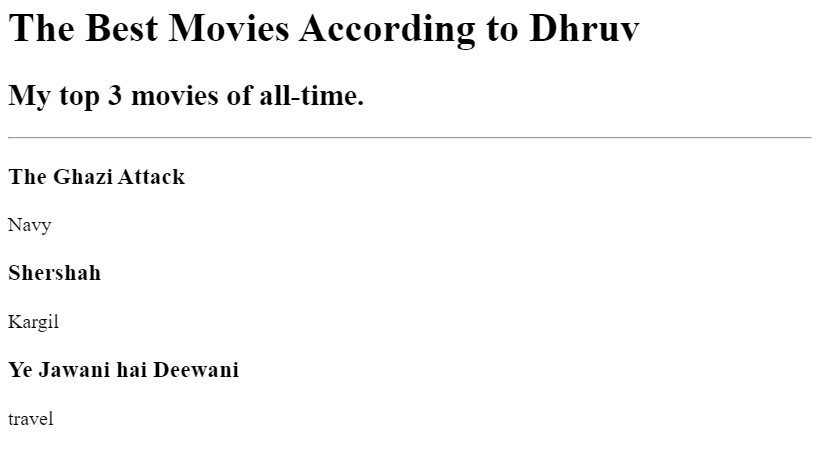 The Best Movies According to Dhruv
My top 3 movies of all-time.
The Ghazi Attack
Navy
Shershah
Kargil
Ye Jawani hai Deewani
travel